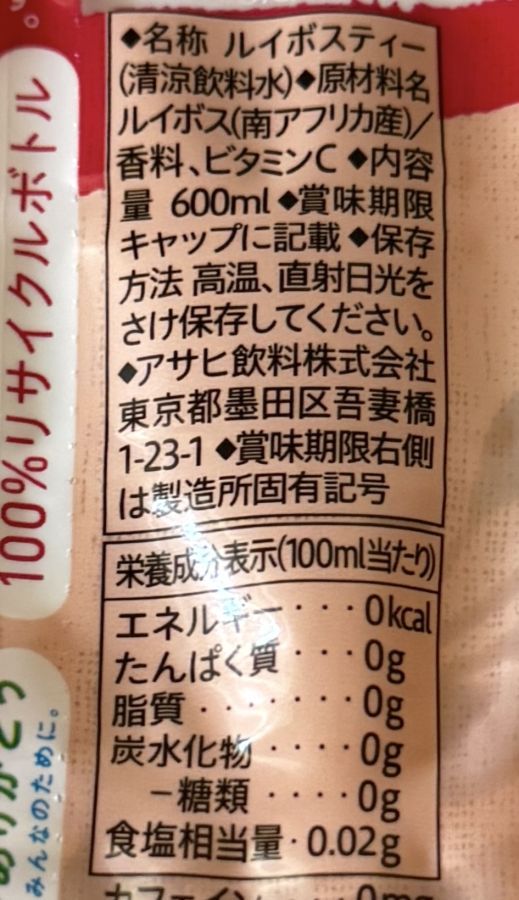 ◆名称 ルイボスティー
(清涼飲料水)◆原材料名
ルイボス(南アフリカ産)/
香料、ビタミンC ◆内容
量 600ml ◆賞味期限
キャップに記載 ◆保存
方法 高温、直射日光を
さけ保存してください。
◆アサヒ飲料株式会社
東京都墨田区吾妻橋
1-23-1 ◆賞味期限右側
は製造所固有記号
栄養成分表示(100ml当たり)
エネルギー・・・0kcal
たんぱく質・・・0g
脂質・・・・・・0g
炭水化物・・・・0g
－糖類・・・・0g
食塩相当量・0.02g
カフェイン・・・0mg
100%リサイクルボトル
みんなのために。